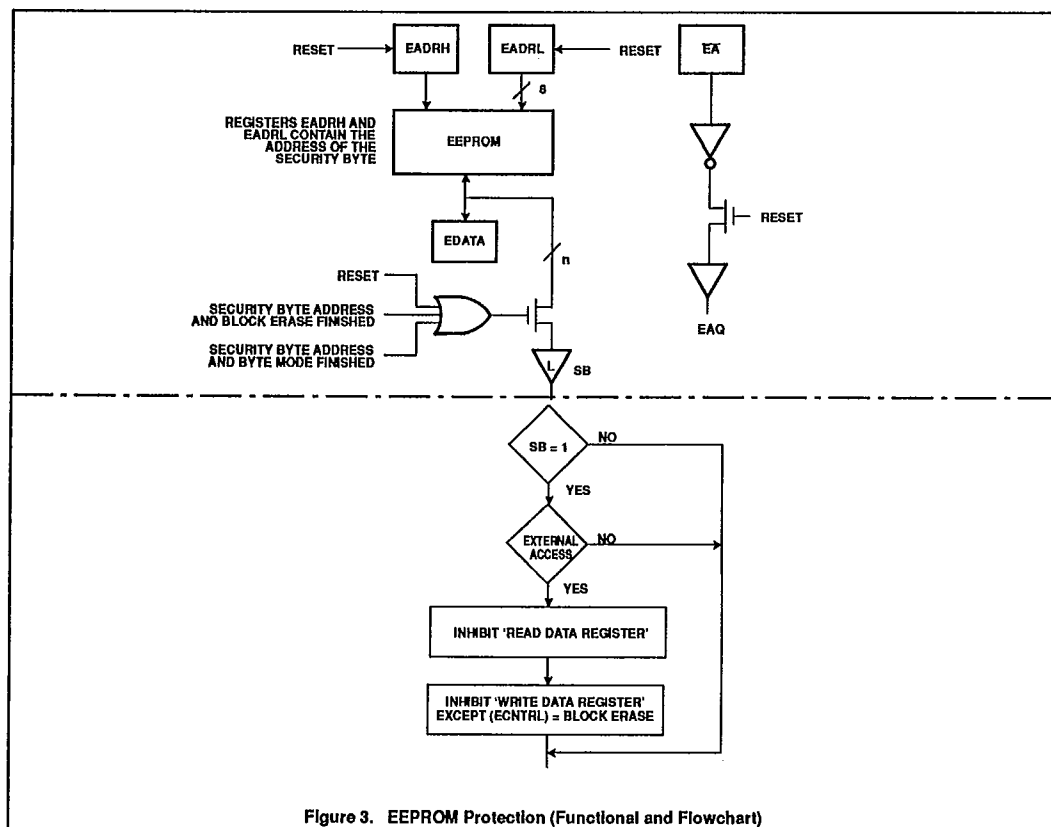 RESET
EADRH
EADRL
RESET
EA
8
REGISTERS EADRH AND
EADRL CONTAIN THE
ADDRESS OF THE
SECURITY BYTE
EEPROM
RESET
EDATA
n
RESET
SECURITY BYTE ADDRESS
AND BLOCK ERASE FINISHED
EAQ
SECURITY BYTE ADDRESS
AND BYTE MODE FINISHED
L
SB
SB = 1
NO
YES
EXTERNAL
ACCESS
NO
YES
INHIBIT 'READ DATA REGISTER'
INHIBIT 'WRITE DATA REGISTER'
EXCEPT (ECNTRL) = BLOCK ERASE
Figure 3. EEPROM Protection (Functional and Flowchart)